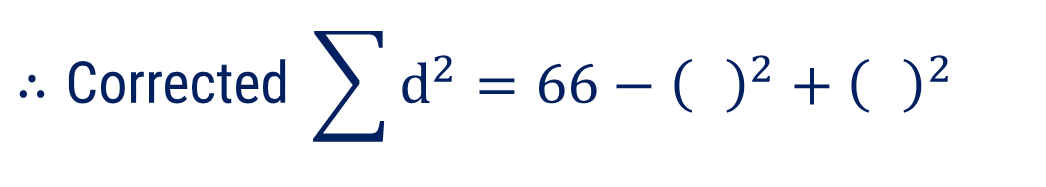 ∴ Corrected ∑ d² = 66 − ( )² + ( )²